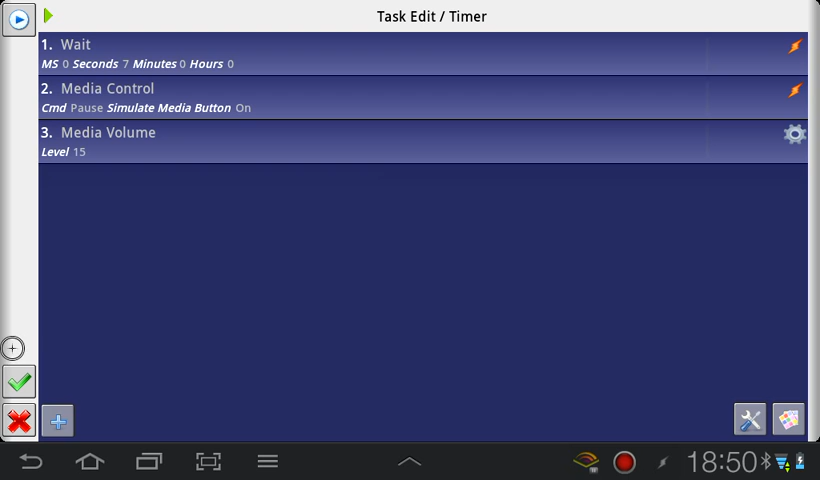 Task Edit / Timer
1. Wait
MS 0 Seconds 7 Minutes 0 Hours 0
2. Media Control
Cmd Pause Simulate Media Button On
3. Media Volume
Level 15
18:50